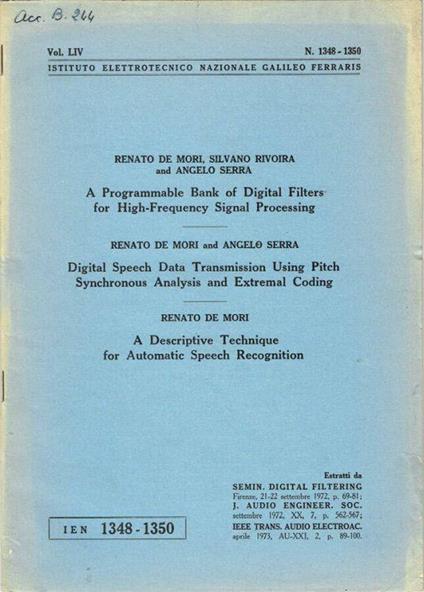 Acc. B. 244
Vol. LIV N. 1348 - 1350
ISTITUTO ELETTROTECNICO NAZIONALE GALILEO FERRARIS
RENATO DE MORI, SILVANO RIVOIRA
and ANGELO SERRA
A Programmable Bank of Digital Filters
for High-Frequency Signal Processing
RENATO DE MORI and ANGELO SERRA
Digital Speech Data Transmission Using Pitch
Synchronous Analysis and Extremal Coding
RENATO DE MORI
A Descriptive Technique
for Automatic Speech Recognition
Estratti da
SEMIN. DIGITAL FILTERING
Firenze, 21-22 settembre 1972, p. 69-81;
J. AUDIO ENGINEER. SOC.
settembre 1972, XX, 7, p. 562-567;
IEEE TRANS. AUDIO ELECTROAC.
aprile 1973, AU-XXI, 2, p. 89-100.
IEN 1348-1350